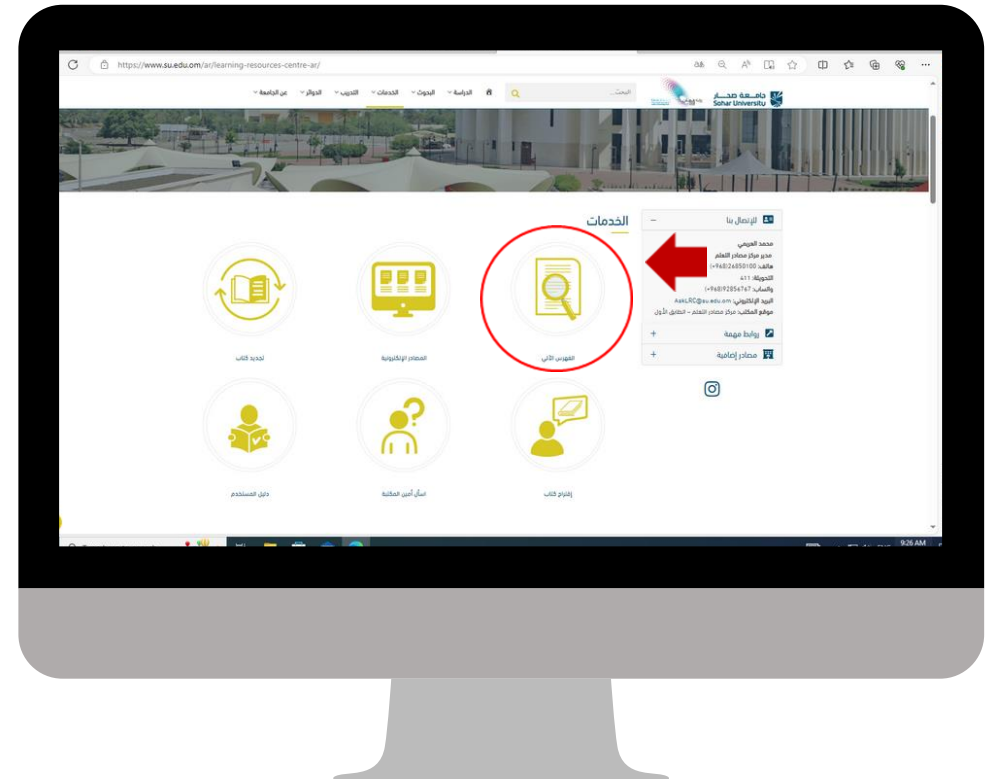 https://www.su.edu.om/ar/learning-resources-centre-ar/
جامعة صحار
Sohar University
البحث...
الدراسة
البحوث
الخدمات
التدريب
الدوائر
عن الجامعة
للإتصال بنا
محمد العريمي
مدير مركز مصادر التعلم
هاتف: 26850100(968+)
التحويلة: 411
واتساب: 92854767(968+)
البريد الإلكتروني: AskLRC@su.edu.om
موقع المكتب: مركز مصادر التعلم – الطابق الأول
روابط مهمة
مصادر إضافية
الخدمات
الفهرس الآلي
المصادر الإلكترونية
تجديد كتاب
إقتراح كتاب
اسأل أمين المكتبة
دليل المستخدم
9:26 AM